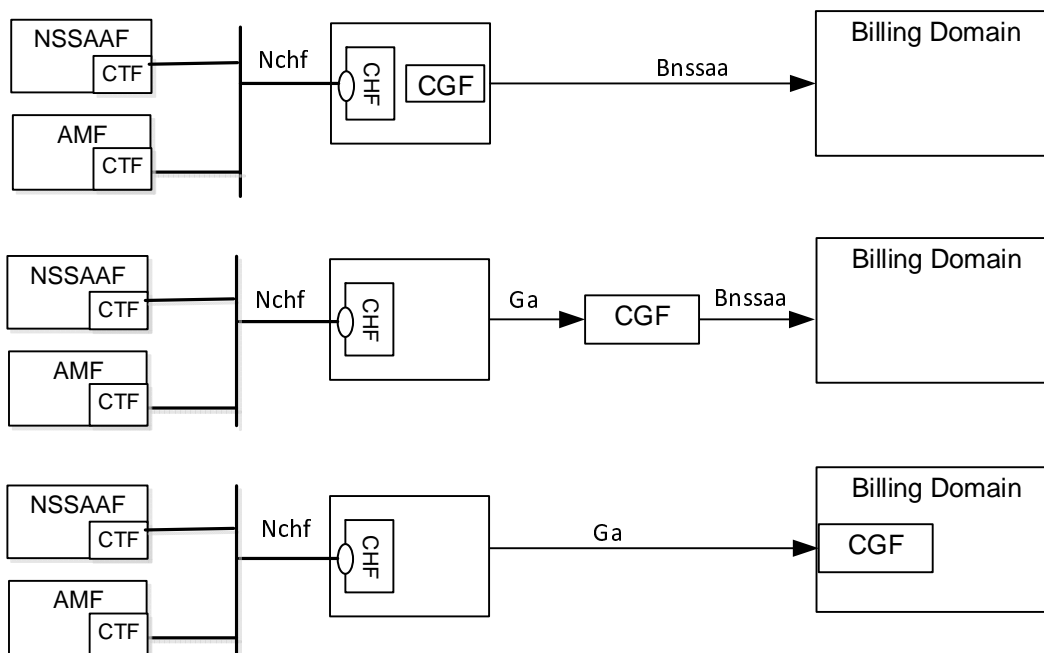 NSSAAF
CTF
AMF
CTF
Nchf
CHF
CGF
Bnssaa
Billing Domain
NSSAAF
CTF
AMF
CTF
Nchf
CHF
Ga
CGF
Bnssaa
Billing Domain
NSSAAF
CTF
AMF
CTF
Nchf
CHF
Ga
Billing Domain
CGF